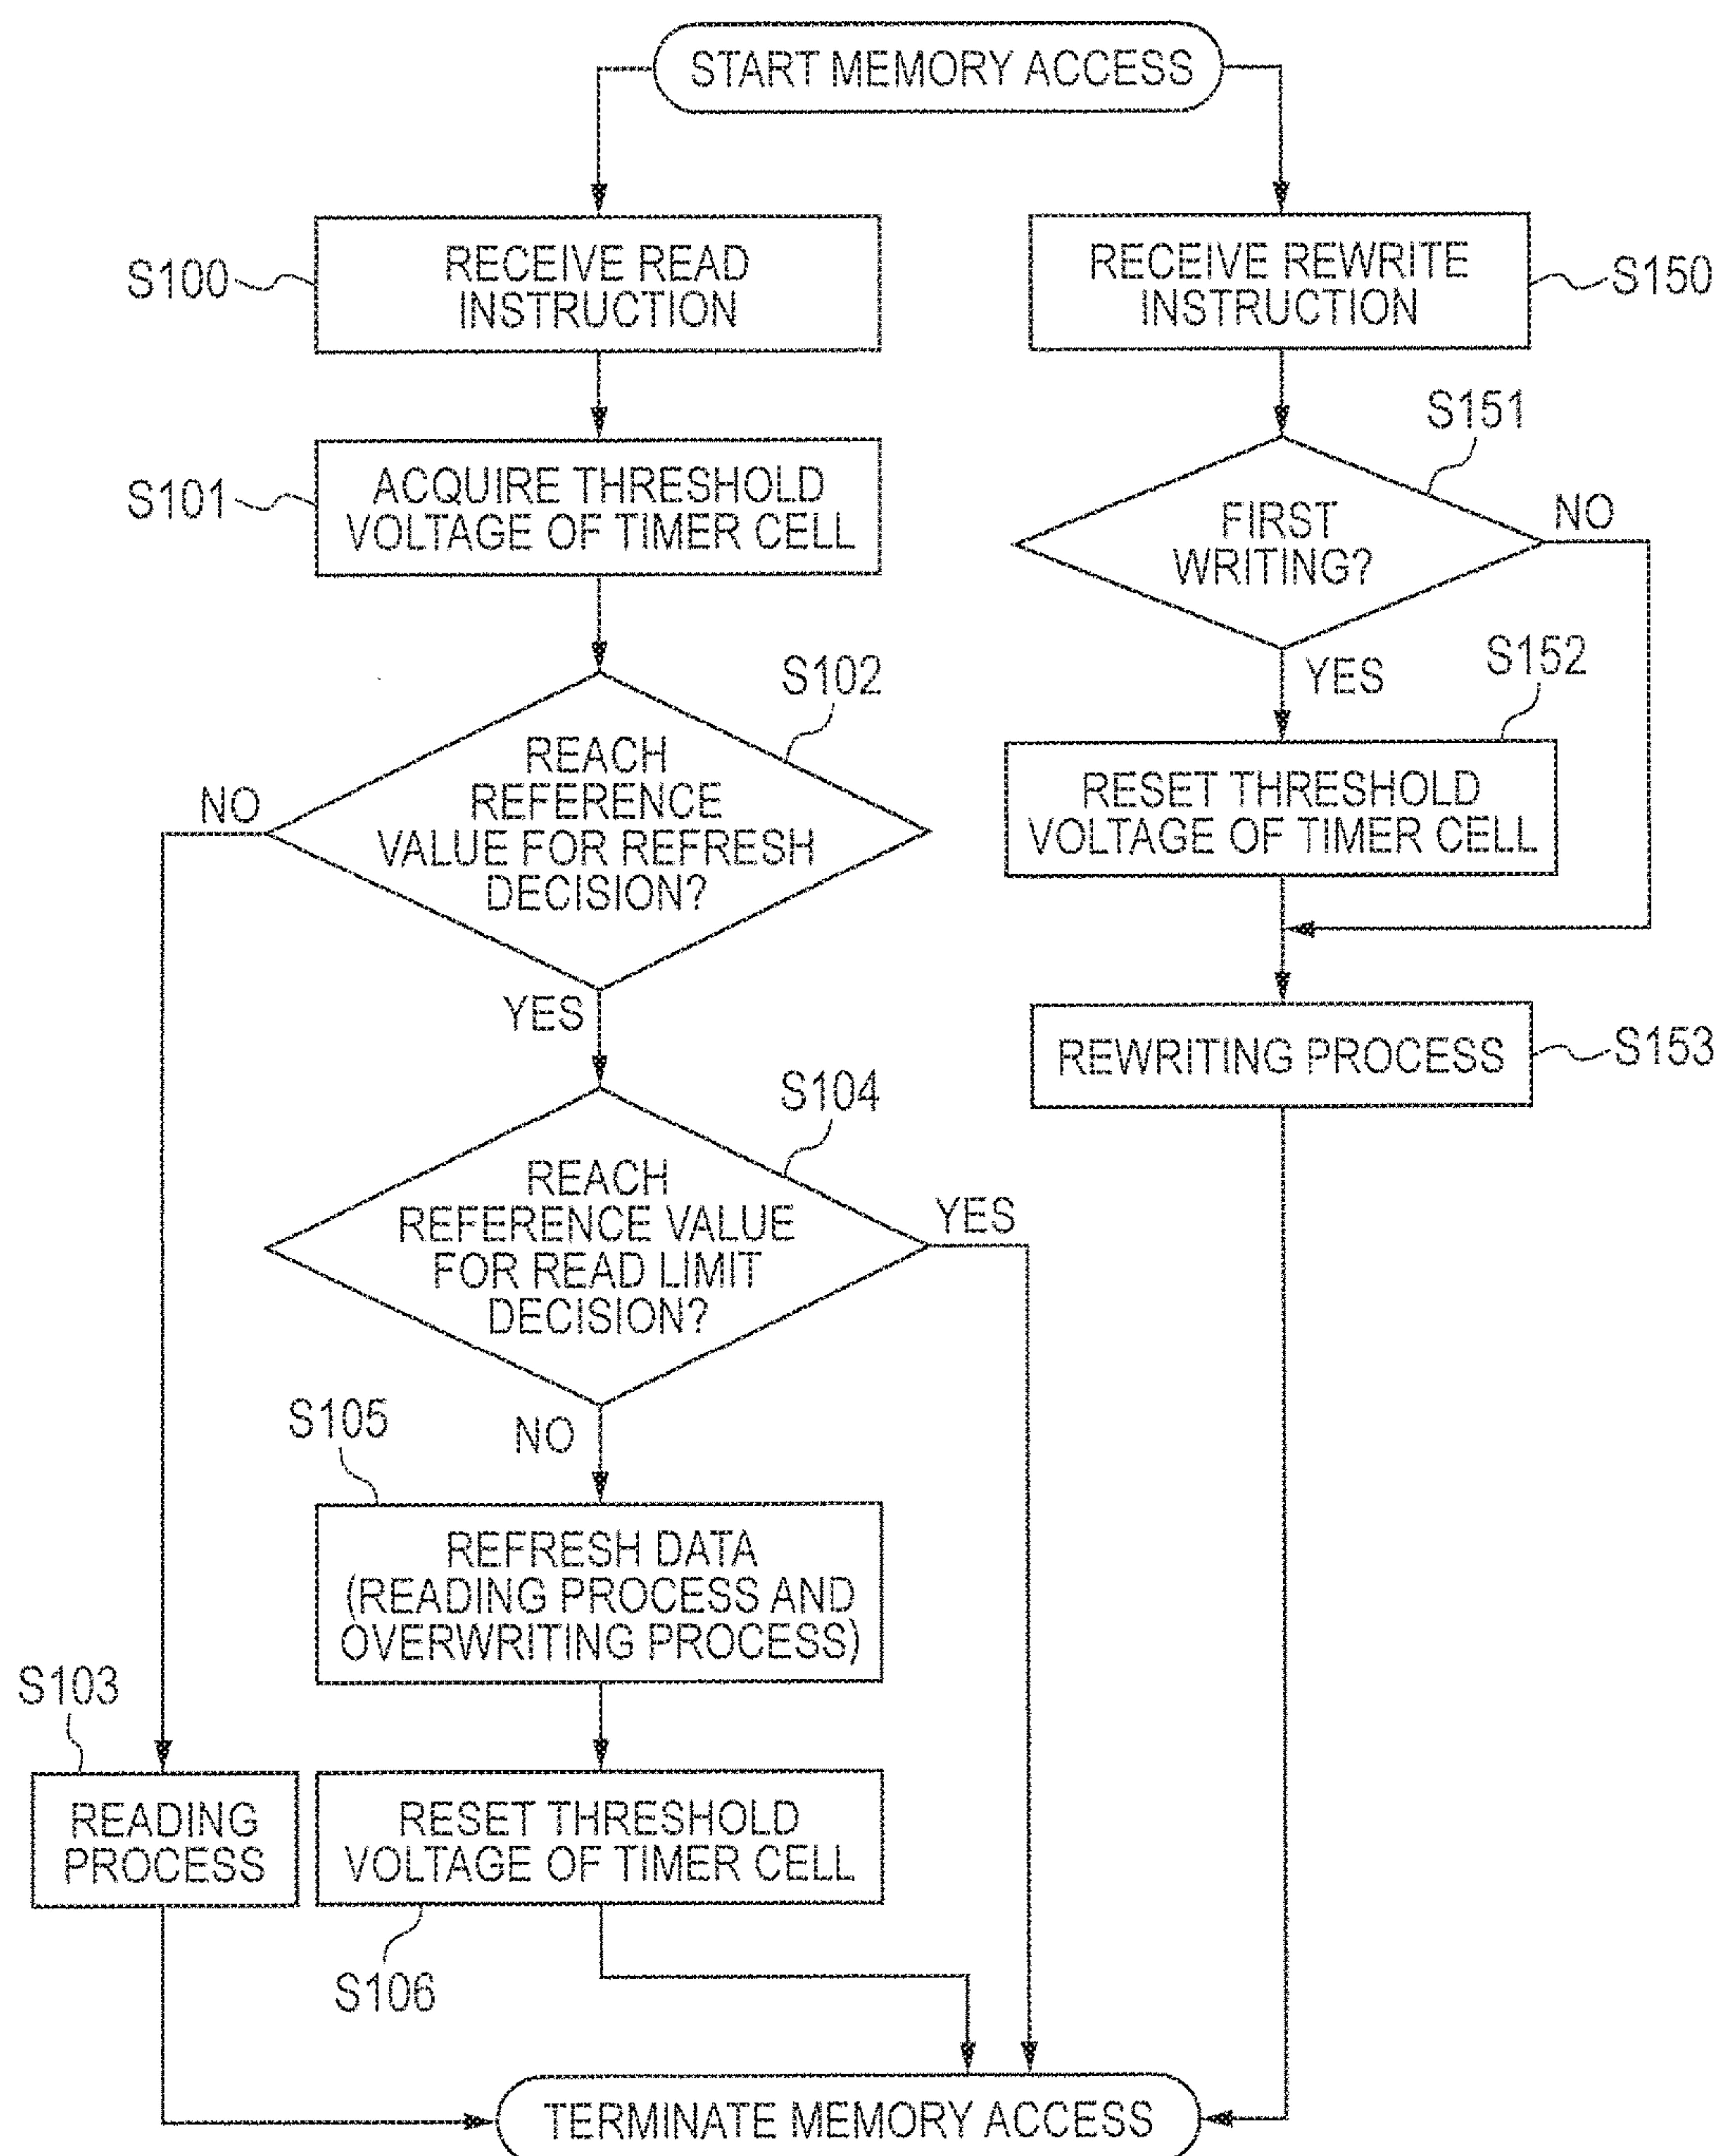 START MEMORY ACCESS
S100
RECEIVE READ
INSTRUCTION
S101
ACQUIRE THRESHOLD
VOLTAGE OF TIMER CELL
S102
REACH
REFERENCE
VALUE FOR REFRESH
DECISION?
NO
YES
S104
REACH
REFERENCE VALUE
FOR READ LIMIT
DECISION?
YES
NO
S105
REFRESH DATA
(READING PROCESS AND
OVERWRITING PROCESS)
S103
READING
PROCESS
RESET THRESHOLD
VOLTAGE OF TIMER CELL
S106
RECEIVE REWRITE
INSTRUCTION
S150
S151
FIRST
WRITING?
NO
YES
S152
RESET THRESHOLD
VOLTAGE OF TIMER CELL
REWRITING PROCESS
S153
TERMINATE MEMORY ACCESS